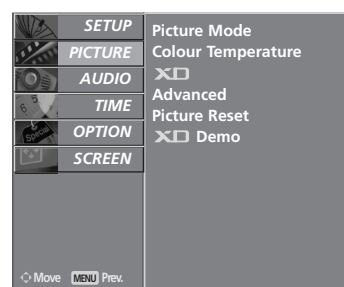 SETUP
PICTURE
AUDIO
TIME
OPTION
SCREEN
Move MENU Prev.
Picture Mode
Colour Temperature
XD
Advanced
Picture Reset
XD Demo